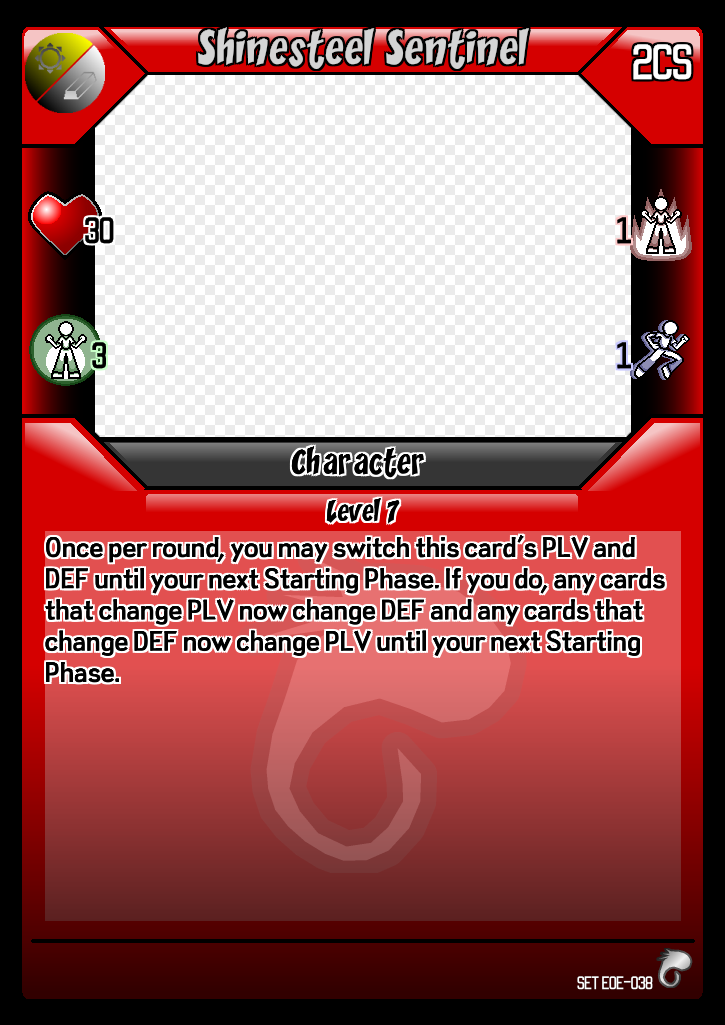 Shinesteel Sentinel
2CS
30
1
3
1
Character
Level 7
Once per round, you may switch this card's PLV and
DEF until your next Starting Phase. If you do, any cards
that change PLV now change DEF and any cards that
change DEF now change PLV until your next Starting
Phase.
SET EOE-038